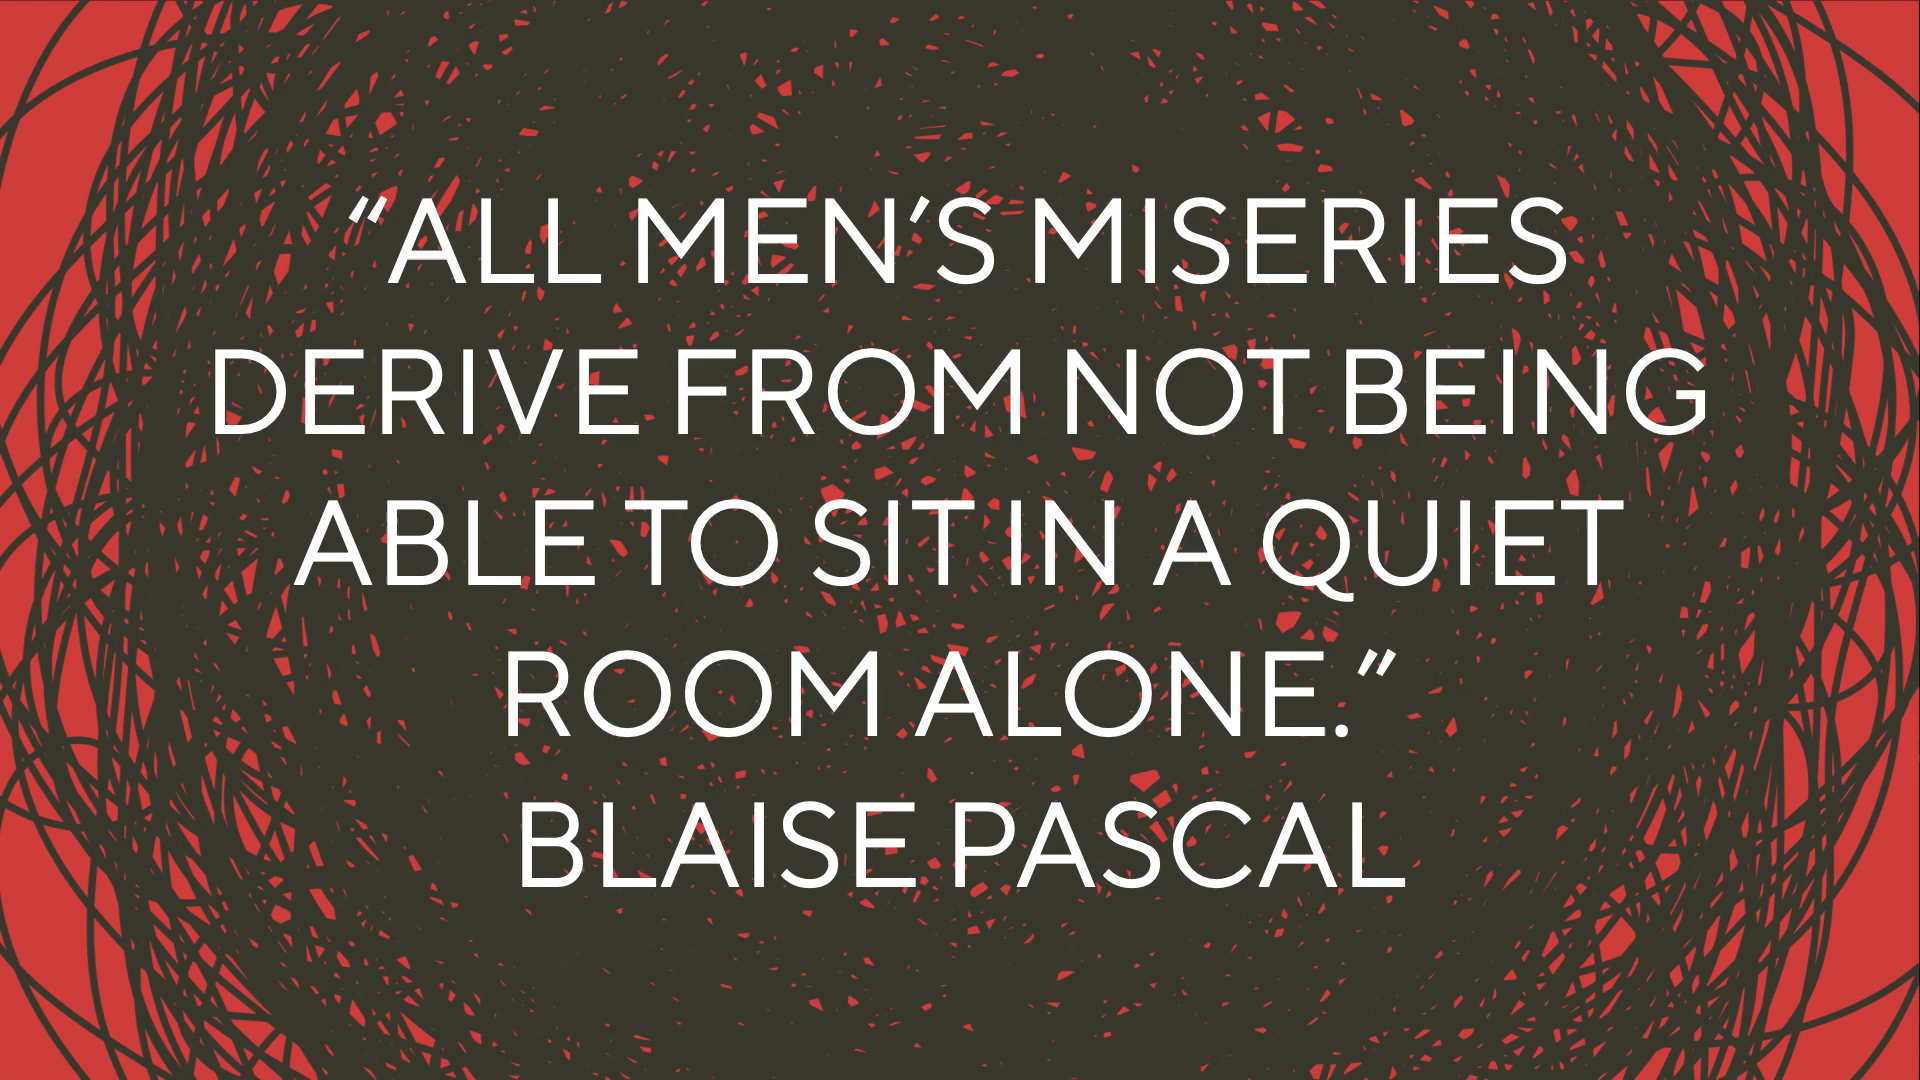 “ALL MEN’S MISERIES
DERIVE FROM NOT BEING
ABLE TO SIT IN A QUIET
ROOM ALONE.”
BLAISE PASCAL